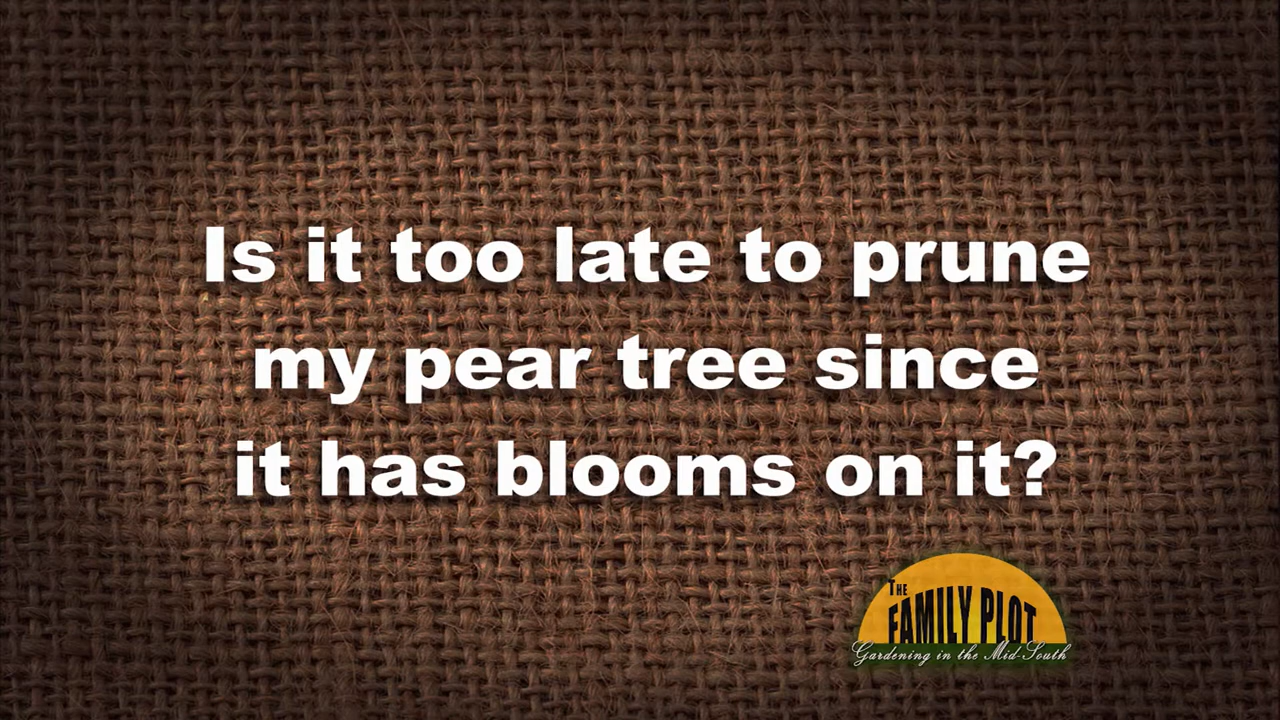 Is it too late to prune
my pear tree since
it has blooms on it?
THE
FAMILY PLOT
Gardening in the Mid-South